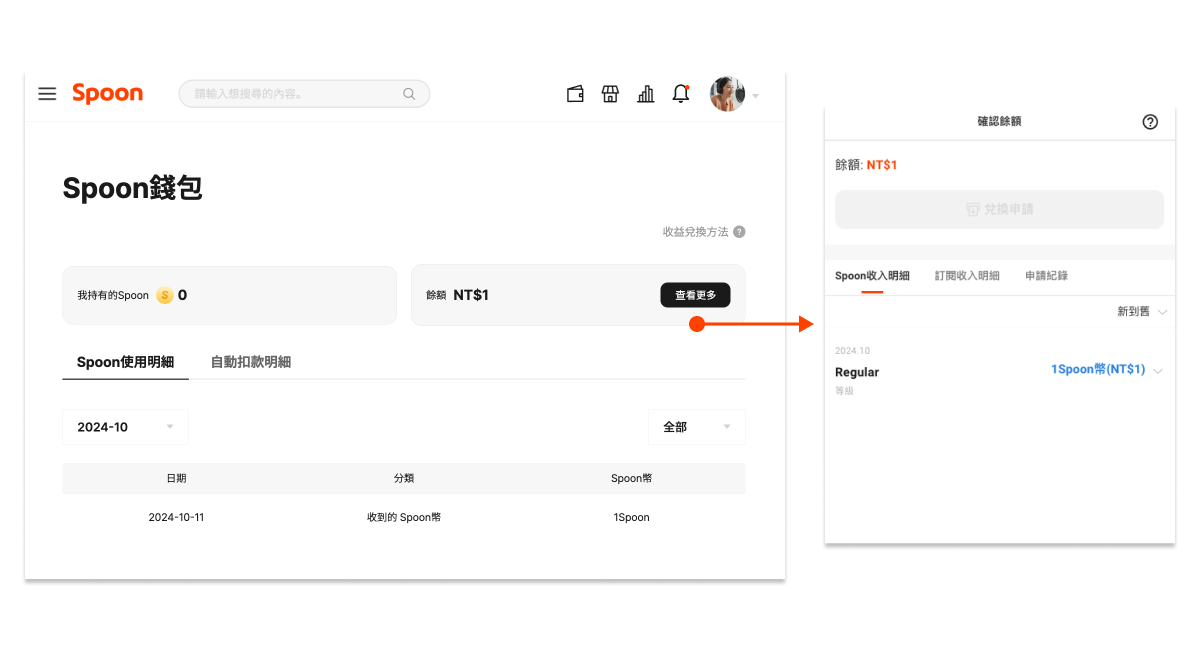 Spoon
請輸入想搜尋的內容。
Spoon錢包
收益兌換方法 ?
我持有的Spoon S 0
餘額 NT$1
查看更多
Spoon使用明細
自動扣款明細
2024-10
全部
日期
分類
Spoon幣
2024-10-11
收到的 Spoon幣
1Spoon
確認餘額
?
餘額: NT$1
兌換申請
Spoon收入明細
訂閱收入明細
申請紀錄
新到舊
2024.10
Regular
1Spoon幣(NT$1)
等級